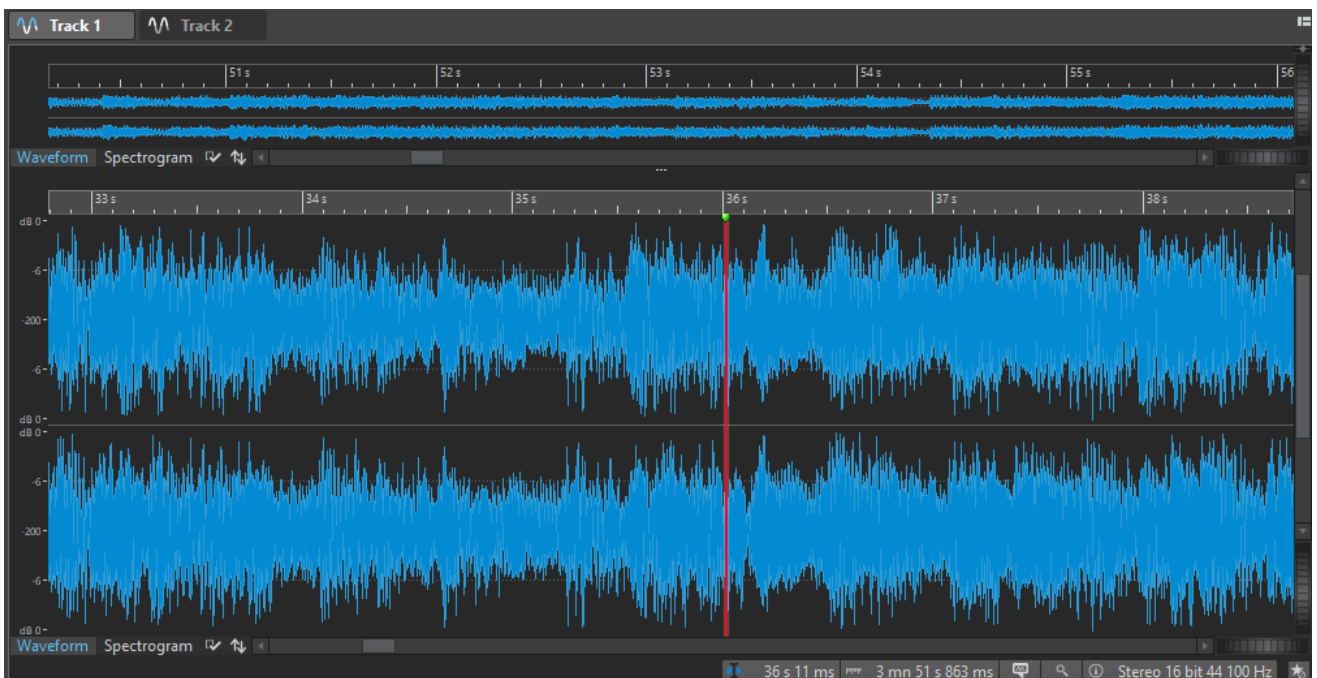 Track 1 Track 2
51 s 52 s 53 s 54 s 55 s 56
Waveform Spectrogram
33 s 34 s 35 s 36 s 37 s 38 s
dB 0
-6
-200
-6
dB 0
dB 0
-6
-200
-6
dB 0
Waveform Spectrogram
36 s 11 ms 3 mn 51 s 863 ms Stereo 16 bit 44 100 Hz